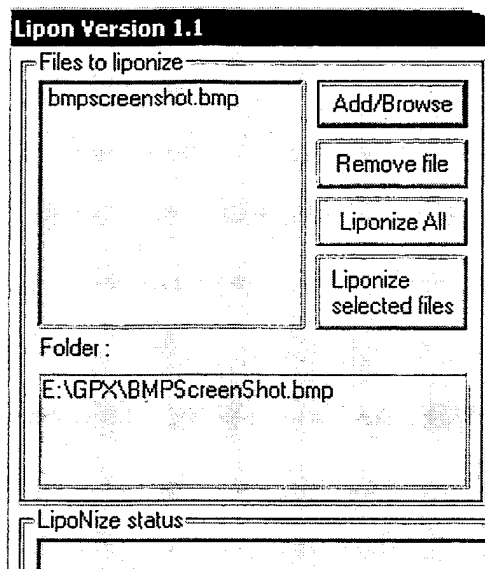 Lipon Version 1.1
Files to liponize
bmpscreenshot.bmp
Add/Browse
Remove file
Liponize All
Liponize
selected files
Folder :
E:\GPX\BMPScreenShot.bmp
LipoNize status